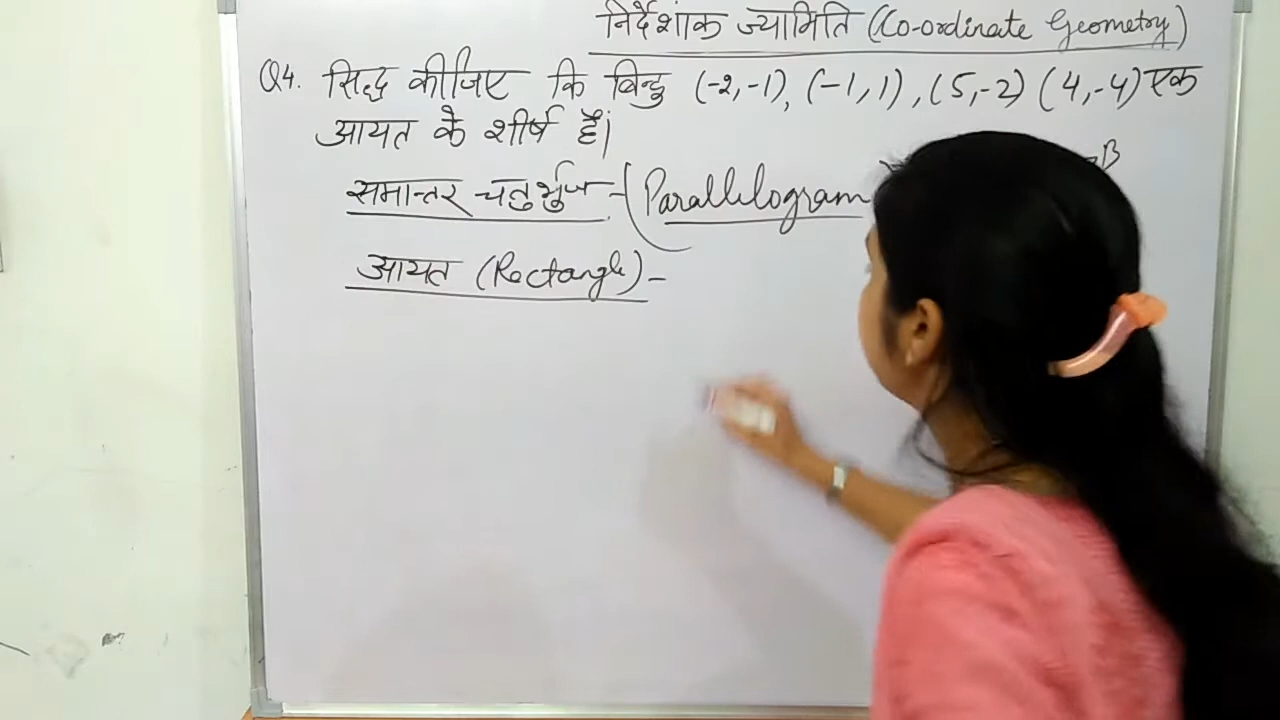 निर्देशांक ज्यामिति (Co-ordinate Geometry)
Q4. सिद्ध कीजिए कि बिन्दु (-2,-1), (-1,1), (5,-2) (4,-4) एक
आयत के शीर्ष हैं।
समान्तर चतुर्भुज - (Parallelogram
B
आयत (Rectangle) -